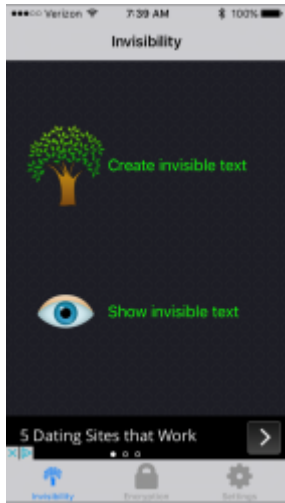 Verizon 7:39 AM 100%
Invisibility
Create invisible text
Show invisible text
5 Dating Sites that Work
Invisibility Encryption Settings